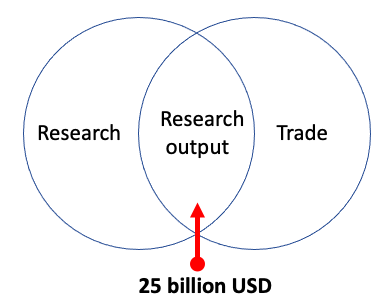 Research
Research
output
Trade
25 billion USD